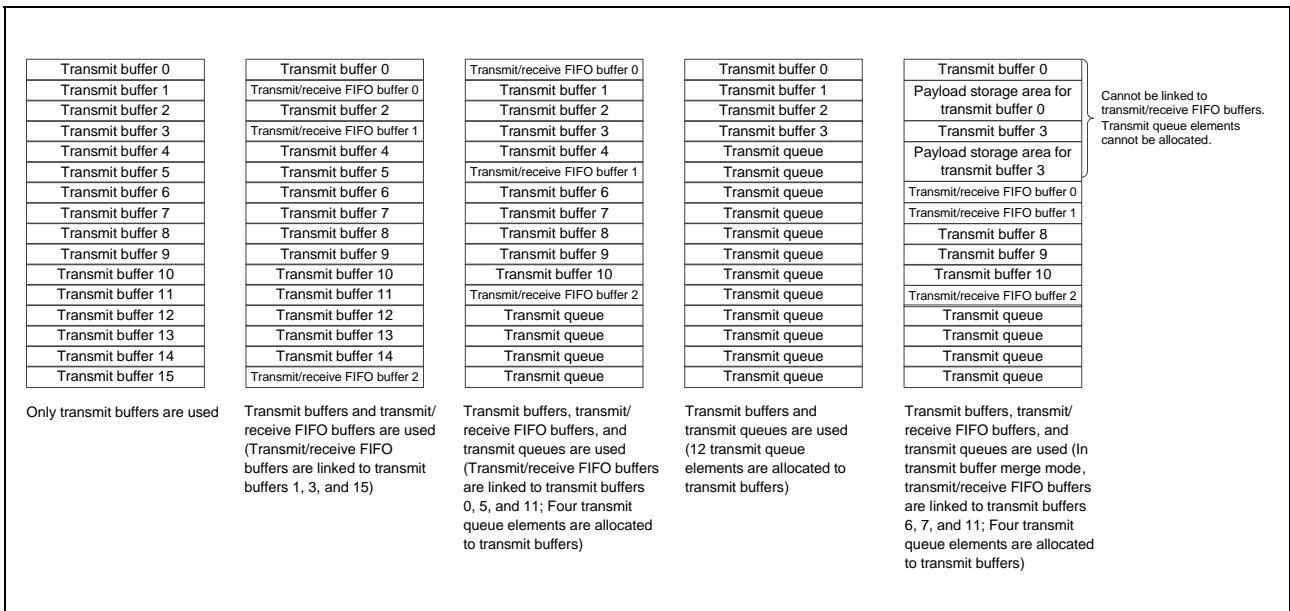 Transmit buffer 0
Transmit buffer 1
Transmit buffer 2
Transmit buffer 3
Transmit buffer 4
Transmit buffer 5
Transmit buffer 6
Transmit buffer 7
Transmit buffer 8
Transmit buffer 9
Transmit buffer 10
Transmit buffer 11
Transmit buffer 12
Transmit buffer 13
Transmit buffer 14
Transmit buffer 15
Only transmit buffers are used
Transmit buffer 0
Transmit/receive FIFO buffer 0
Transmit buffer 2
Transmit/receive FIFO buffer 1
Transmit buffer 4
Transmit buffer 5
Transmit buffer 6
Transmit buffer 7
Transmit buffer 8
Transmit buffer 9
Transmit buffer 10
Transmit buffer 11
Transmit buffer 12
Transmit buffer 13
Transmit buffer 14
Transmit/receive FIFO buffer 2
Transmit buffers and transmit/
receive FIFO buffers are used
(Transmit/receive FIFO
buffers are linked to transmit
buffers 1, 3, and 15)
Transmit/receive FIFO buffer 0
Transmit buffer 1
Transmit buffer 2
Transmit buffer 3
Transmit buffer 4
Transmit/receive FIFO buffer 1
Transmit buffer 6
Transmit buffer 7
Transmit buffer 8
Transmit buffer 9
Transmit buffer 10
Transmit/receive FIFO buffer 2
Transmit queue
Transmit queue
Transmit queue
Transmit queue
Transmit buffers, transmit/
receive FIFO buffers, and
transmit queues are used
(Transmit/receive FIFO buffers
are linked to transmit buffers
0, 5, and 11; Four transmit
queue elements are allocated
to transmit buffers)
Transmit buffer 0
Transmit buffer 1
Transmit buffer 2
Transmit buffer 3
Transmit queue
Transmit queue
Transmit queue
Transmit queue
Transmit queue
Transmit queue
Transmit queue
Transmit queue
Transmit queue
Transmit queue
Transmit queue
Transmit queue
Transmit buffers and
transmit queues are used
(12 transmit queue
elements are allocated to
transmit buffers)
Transmit buffer 0
Payload storage area for
transmit buffer 0
Transmit buffer 3
Payload storage area for
transmit buffer 3
Transmit/receive FIFO buffer 0
Transmit/receive FIFO buffer 1
Transmit buffer 8
Transmit buffer 9
Transmit buffer 10
Transmit/receive FIFO buffer 2
Transmit queue
Transmit queue
Transmit queue
Transmit queue
Transmit buffers, transmit/
receive FIFO buffers, and
transmit queues are used (In
transmit buffer merge mode,
transmit/receive FIFO buffers
are linked to transmit buffers
6, 7, and 11; Four transmit
queue elements are allocated
to transmit buffers)
Cannot be linked to
transmit/receive FIFO buffers.
Transmit queue elements
cannot be allocated.